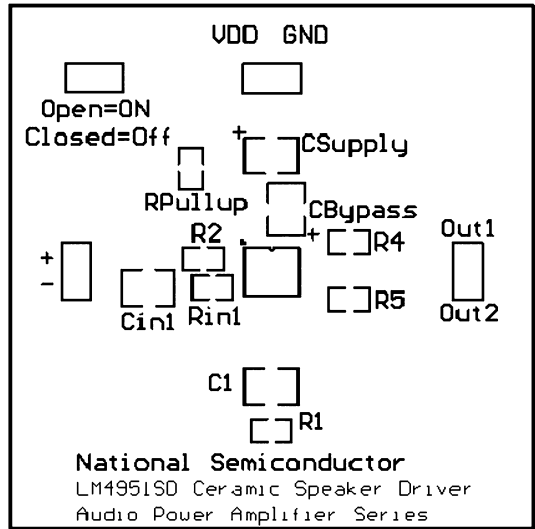 VDD GND
Open=ON
Closed=Off
+
CSupply
RPullup
CBypass
+
R2
R4
Out1
+
-
Cin1
Rin1
R5
Out2
C1
R1
National Semiconductor
LM4951SD Ceramic Speaker Driver
Audio Power Amplifier Series